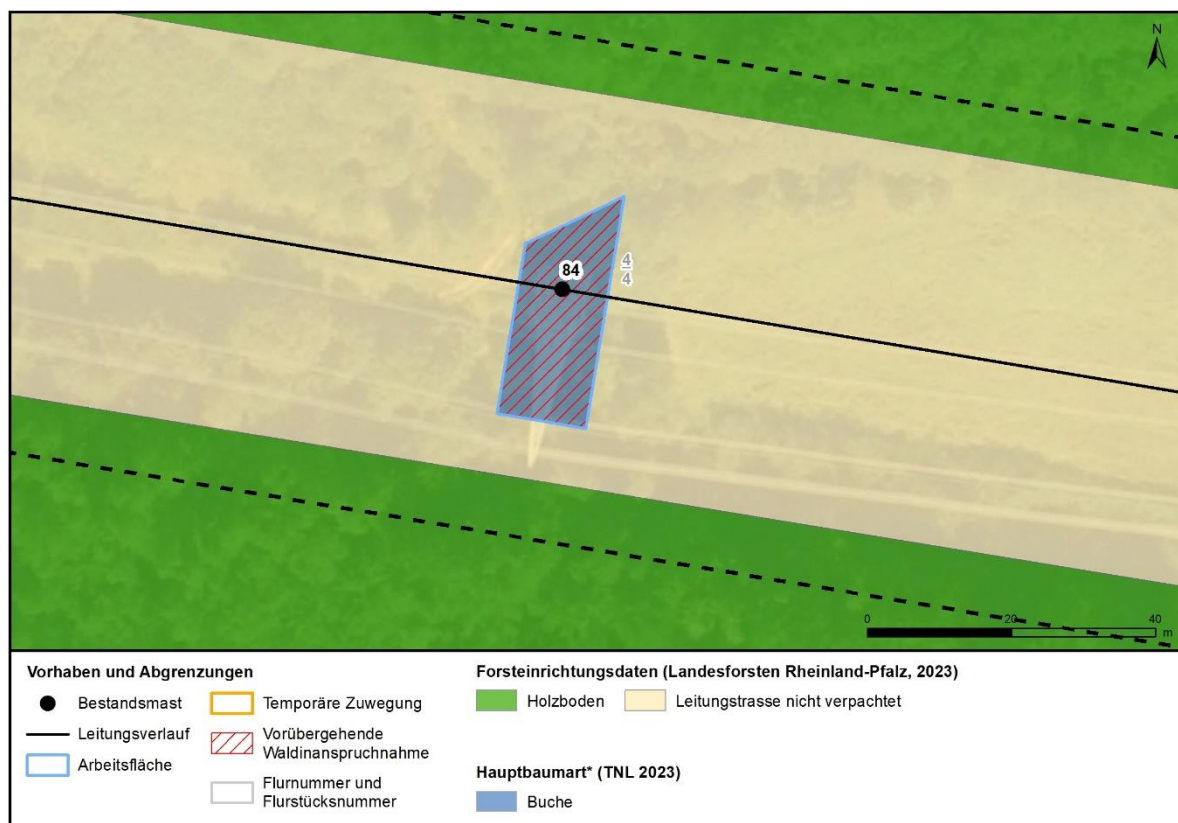 N
84
4
4
0
20
40
m
Vorhaben und Abgrenzungen
Bestandsmast
Leitungsverlauf
Arbeitsfläche
Temporäre Zuwegung
Vorübergehende
Waldinanspruchnahme
Flurnummer und
Flurstücksnummer
Forsteinrichtungsdaten (Landesforsten Rheinland-Pfalz, 2023)
Holzboden
Leitungstrasse nicht verpachtet
Hauptbaumart* (TNL 2023)
Buche